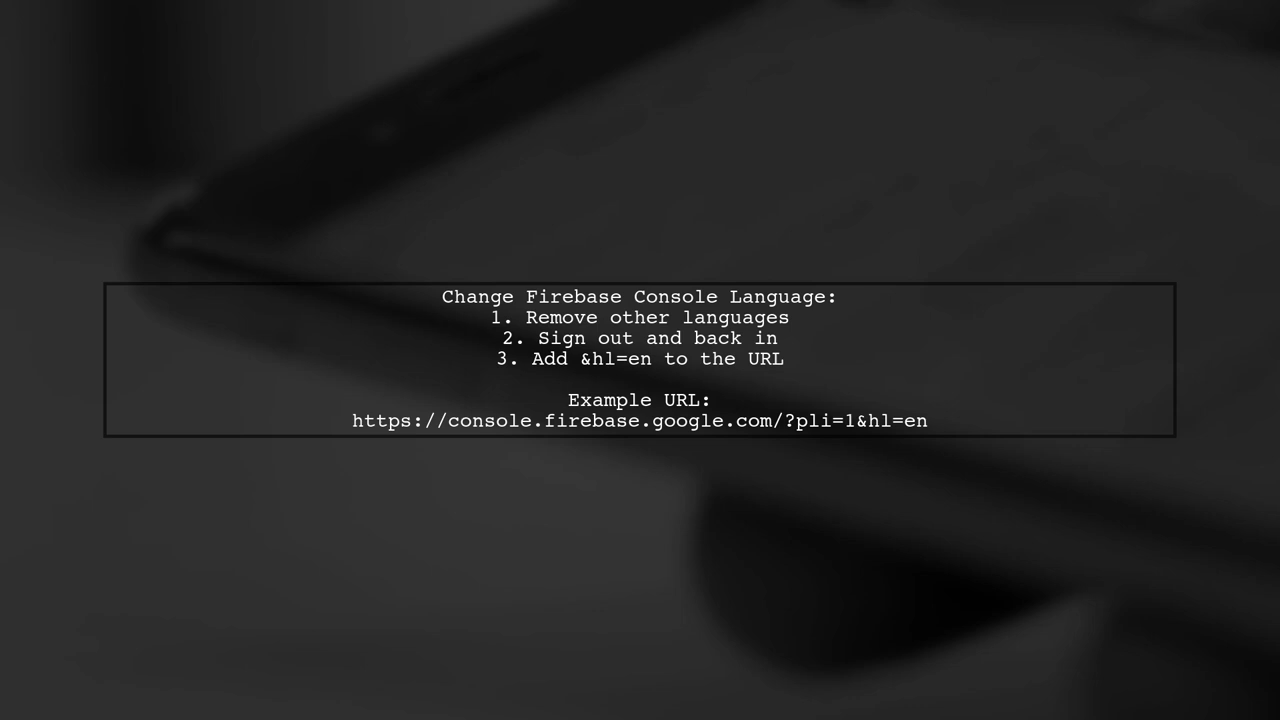 Change Firebase Console Language:
1. Remove other languages
2. Sign out and back in
3. Add &hl=en to the URL
Example URL:
https://console.firebase.google.com/?pli=1&hl=en